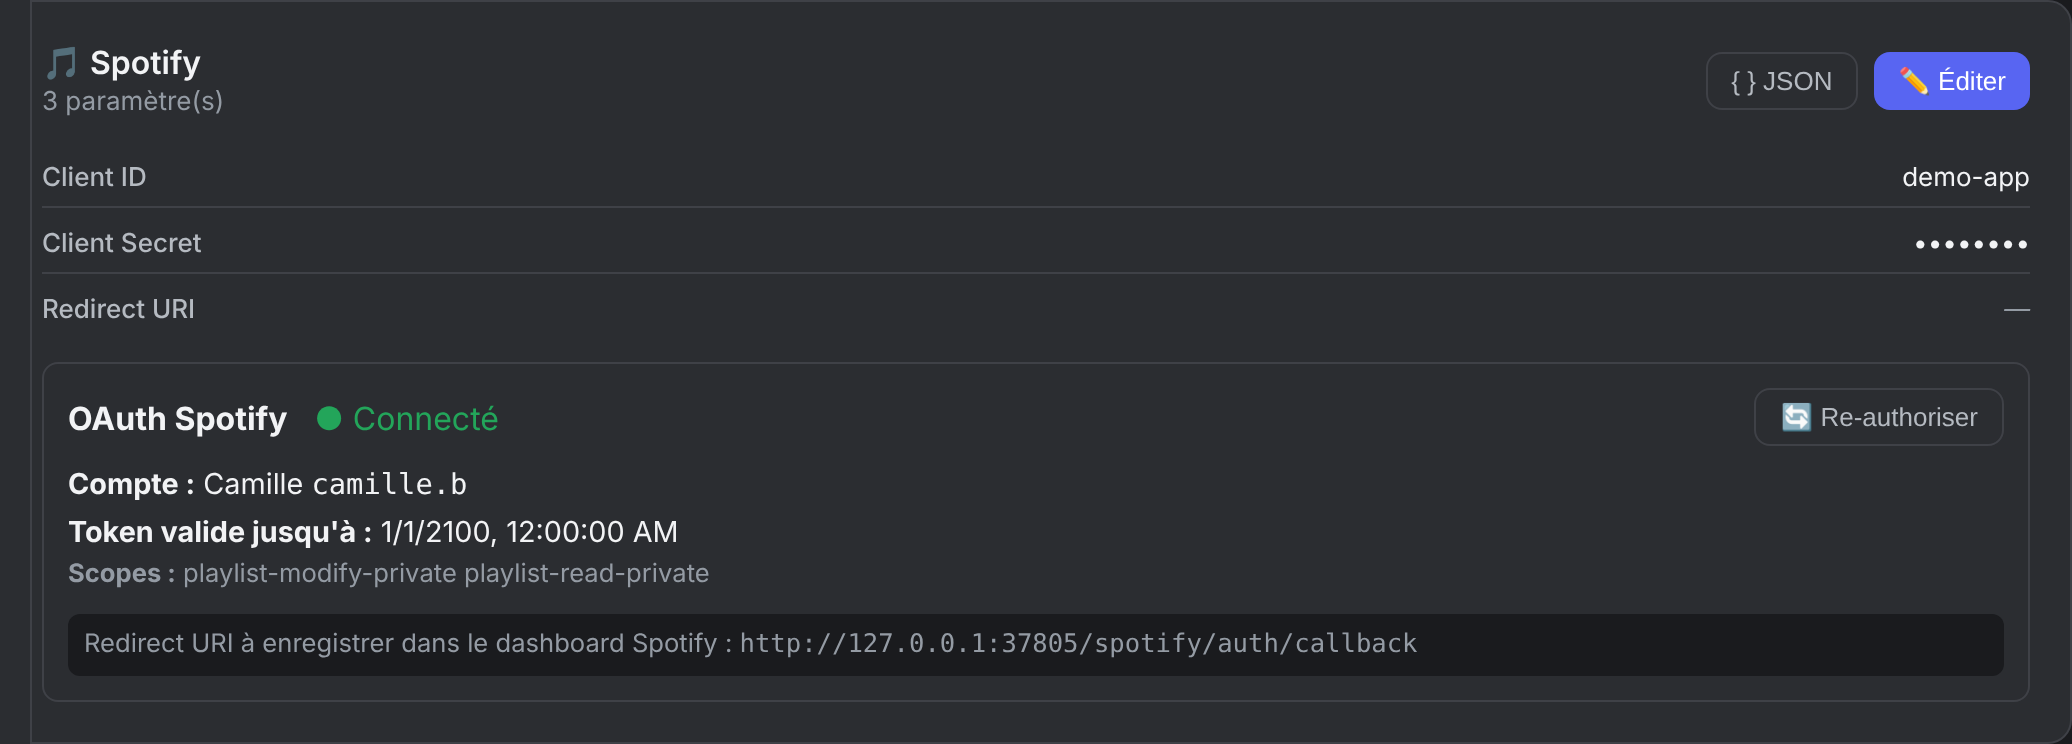 🎵 Spotify
3 paramètre(s)
{ } JSON
✏️ Éditer
Client ID
demo-app
Client Secret
••••••••
Redirect URI
—
OAuth Spotify ● Connecté
🔄 Re-authoriser
Compte : Camille camille.b
Token valide jusqu'à : 1/1/2100, 12:00:00 AM
Scopes : playlist-modify-private playlist-read-private
Redirect URI à enregistrer dans le dashboard Spotify : http://127.0.0.1:37805/spotify/auth/callback